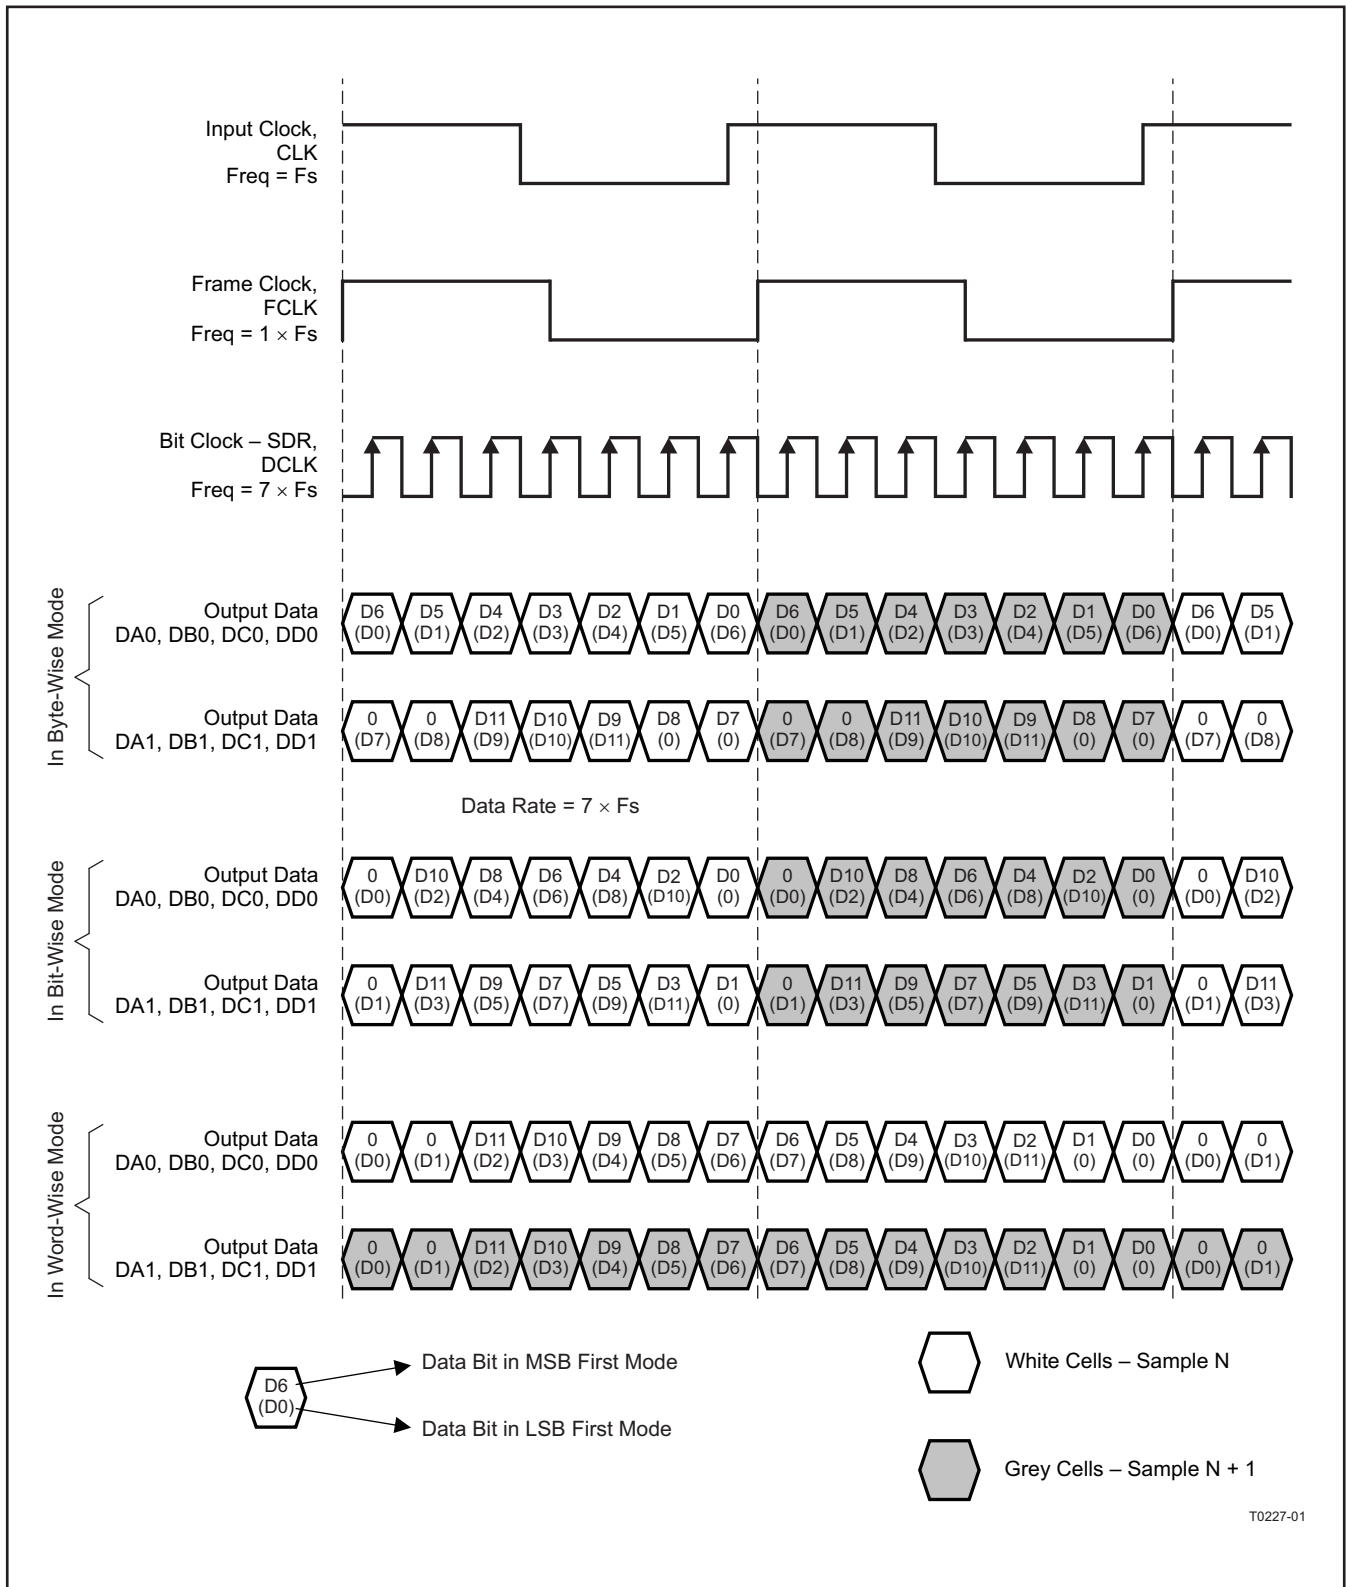 Input Clock,
CLK
Freq = Fs
Frame Clock,
FCLK
Freq = 1 × Fs
Bit Clock – SDR,
DCLK
Freq = 7 × Fs
In Byte-Wise Mode
Output Data
DA0, DB0, DC0, DD0
D6 D5 D4 D3 D2 D1 D0 D6 D5 D4 D3 D2 D1 D0 D6 D5
(D0) (D1) (D2) (D3) (D4) (D5) (D6) (D0) (D1) (D2) (D3) (D4) (D5) (D6) (D0) (D1)
Output Data
DA1, DB1, DC1, DD1
0 0 D11 D10 D9 D8 D7 0 0 D11 D10 D9 D8 D7 0 0
(D7) (D8) (D9) (D10) (D11) (0) (0) (D7) (D8) (D9) (D10) (D11) (0) (0) (D7) (D8)
Data Rate = 7 × Fs
In Bit-Wise Mode
Output Data
DA0, DB0, DC0, DD0
0 D10 D8 D6 D4 D2 D0 0 D10 D8 D6 D4 D2 D0 0 D10
(D0) (D2) (D4) (D6) (D8) (D10) (0) (D0) (D2) (D4) (D6) (D8) (D10) (0) (D0) (D2)
Output Data
DA1, DB1, DC1, DD1
0 D11 D9 D7 D5 D3 D1 0 D11 D9 D7 D5 D3 D1 0 D11
(D1) (D3) (D5) (D7) (D9) (D11) (0) (D1) (D3) (D5) (D7) (D9) (D11) (0) (D1) (D3)
In Word-Wise Mode
Output Data
DA0, DB0, DC0, DD0
0 0 D11 D10 D9 D8 D7 D6 D5 D4 D3 D2 D1 D0 0 0
(D0) (D1) (D2) (D3) (D4) (D5) (D6) (D7) (D8) (D9) (D10) (D11) (0) (0) (D0) (D1)
Output Data
DA1, DB1, DC1, DD1
0 0 D11 D10 D9 D8 D7 D6 D5 D4 D3 D2 D1 D0 0 0
(D0) (D1) (D2) (D3) (D4) (D5) (D6) (D7) (D8) (D9) (D10) (D11) (0) (0) (D0) (D1)
D6
(D0)
Data Bit in MSB First Mode
Data Bit in LSB First Mode
White Cells – Sample N
Grey Cells – Sample N + 1
T0227-01